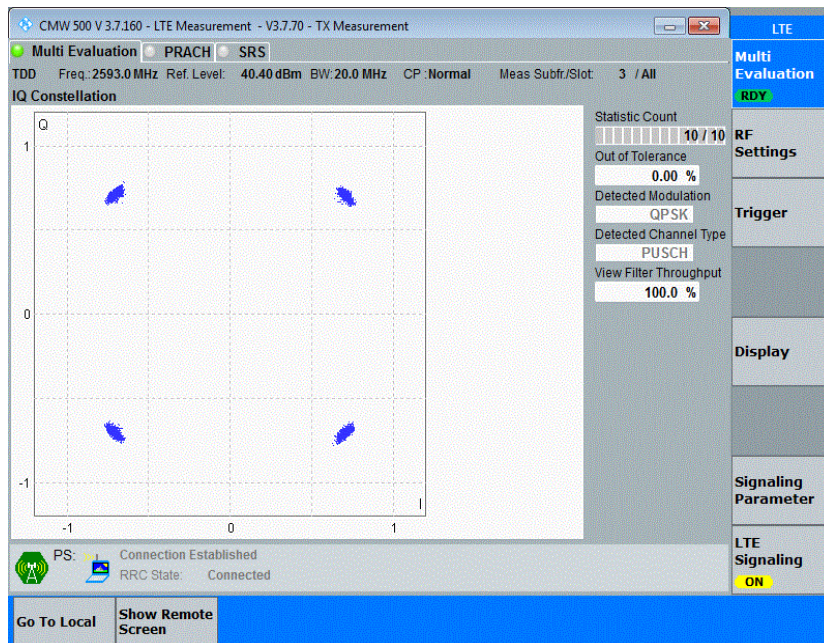 CMW 500 V 3.7.160 - LTE Measurement - V3.7.70 - TX Measurement
LTE
Multi Evaluation PRACH SRS
Multi
Evaluation
RDY
TDD Freq.: 2593.0 MHz Ref. Level: 40.40 dBm BW: 20.0 MHz CP : Normal Meas Subfr./Slot: 3 / All
IQ Constellation
Statistic Count
10 / 10
Out of Tolerance
0.00 %
Detected Modulation
QPSK
Detected Channel Type
PUSCH
View Filter Throughput
100.0 %
Q
1
0
-1
I
-1 0 1
RF
Settings
Trigger
Display
Signaling
Parameter
LTE
Signaling
ON
PS: Connection Established
RRC State: Connected
Go To Local
Show Remote
Screen